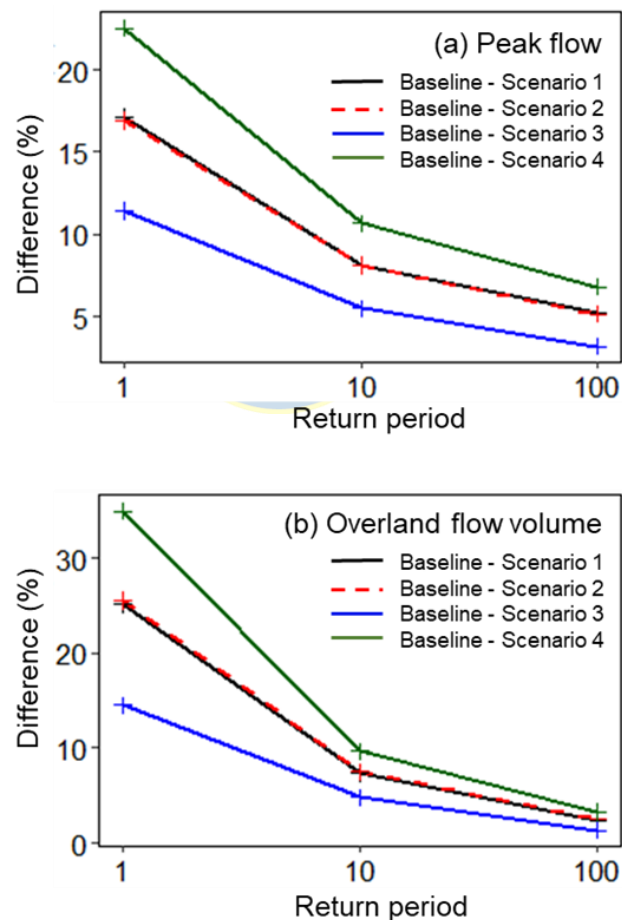 (a) Peak flow
Baseline - Scenario 1
Baseline - Scenario 2
Baseline - Scenario 3
Baseline - Scenario 4
Difference (%)
20
15
10
5
1 10 100
Return period
(b) Overland flow volume
Baseline - Scenario 1
Baseline - Scenario 2
Baseline - Scenario 3
Baseline - Scenario 4
Difference (%)
30
20
10
0
1 10 100
Return period